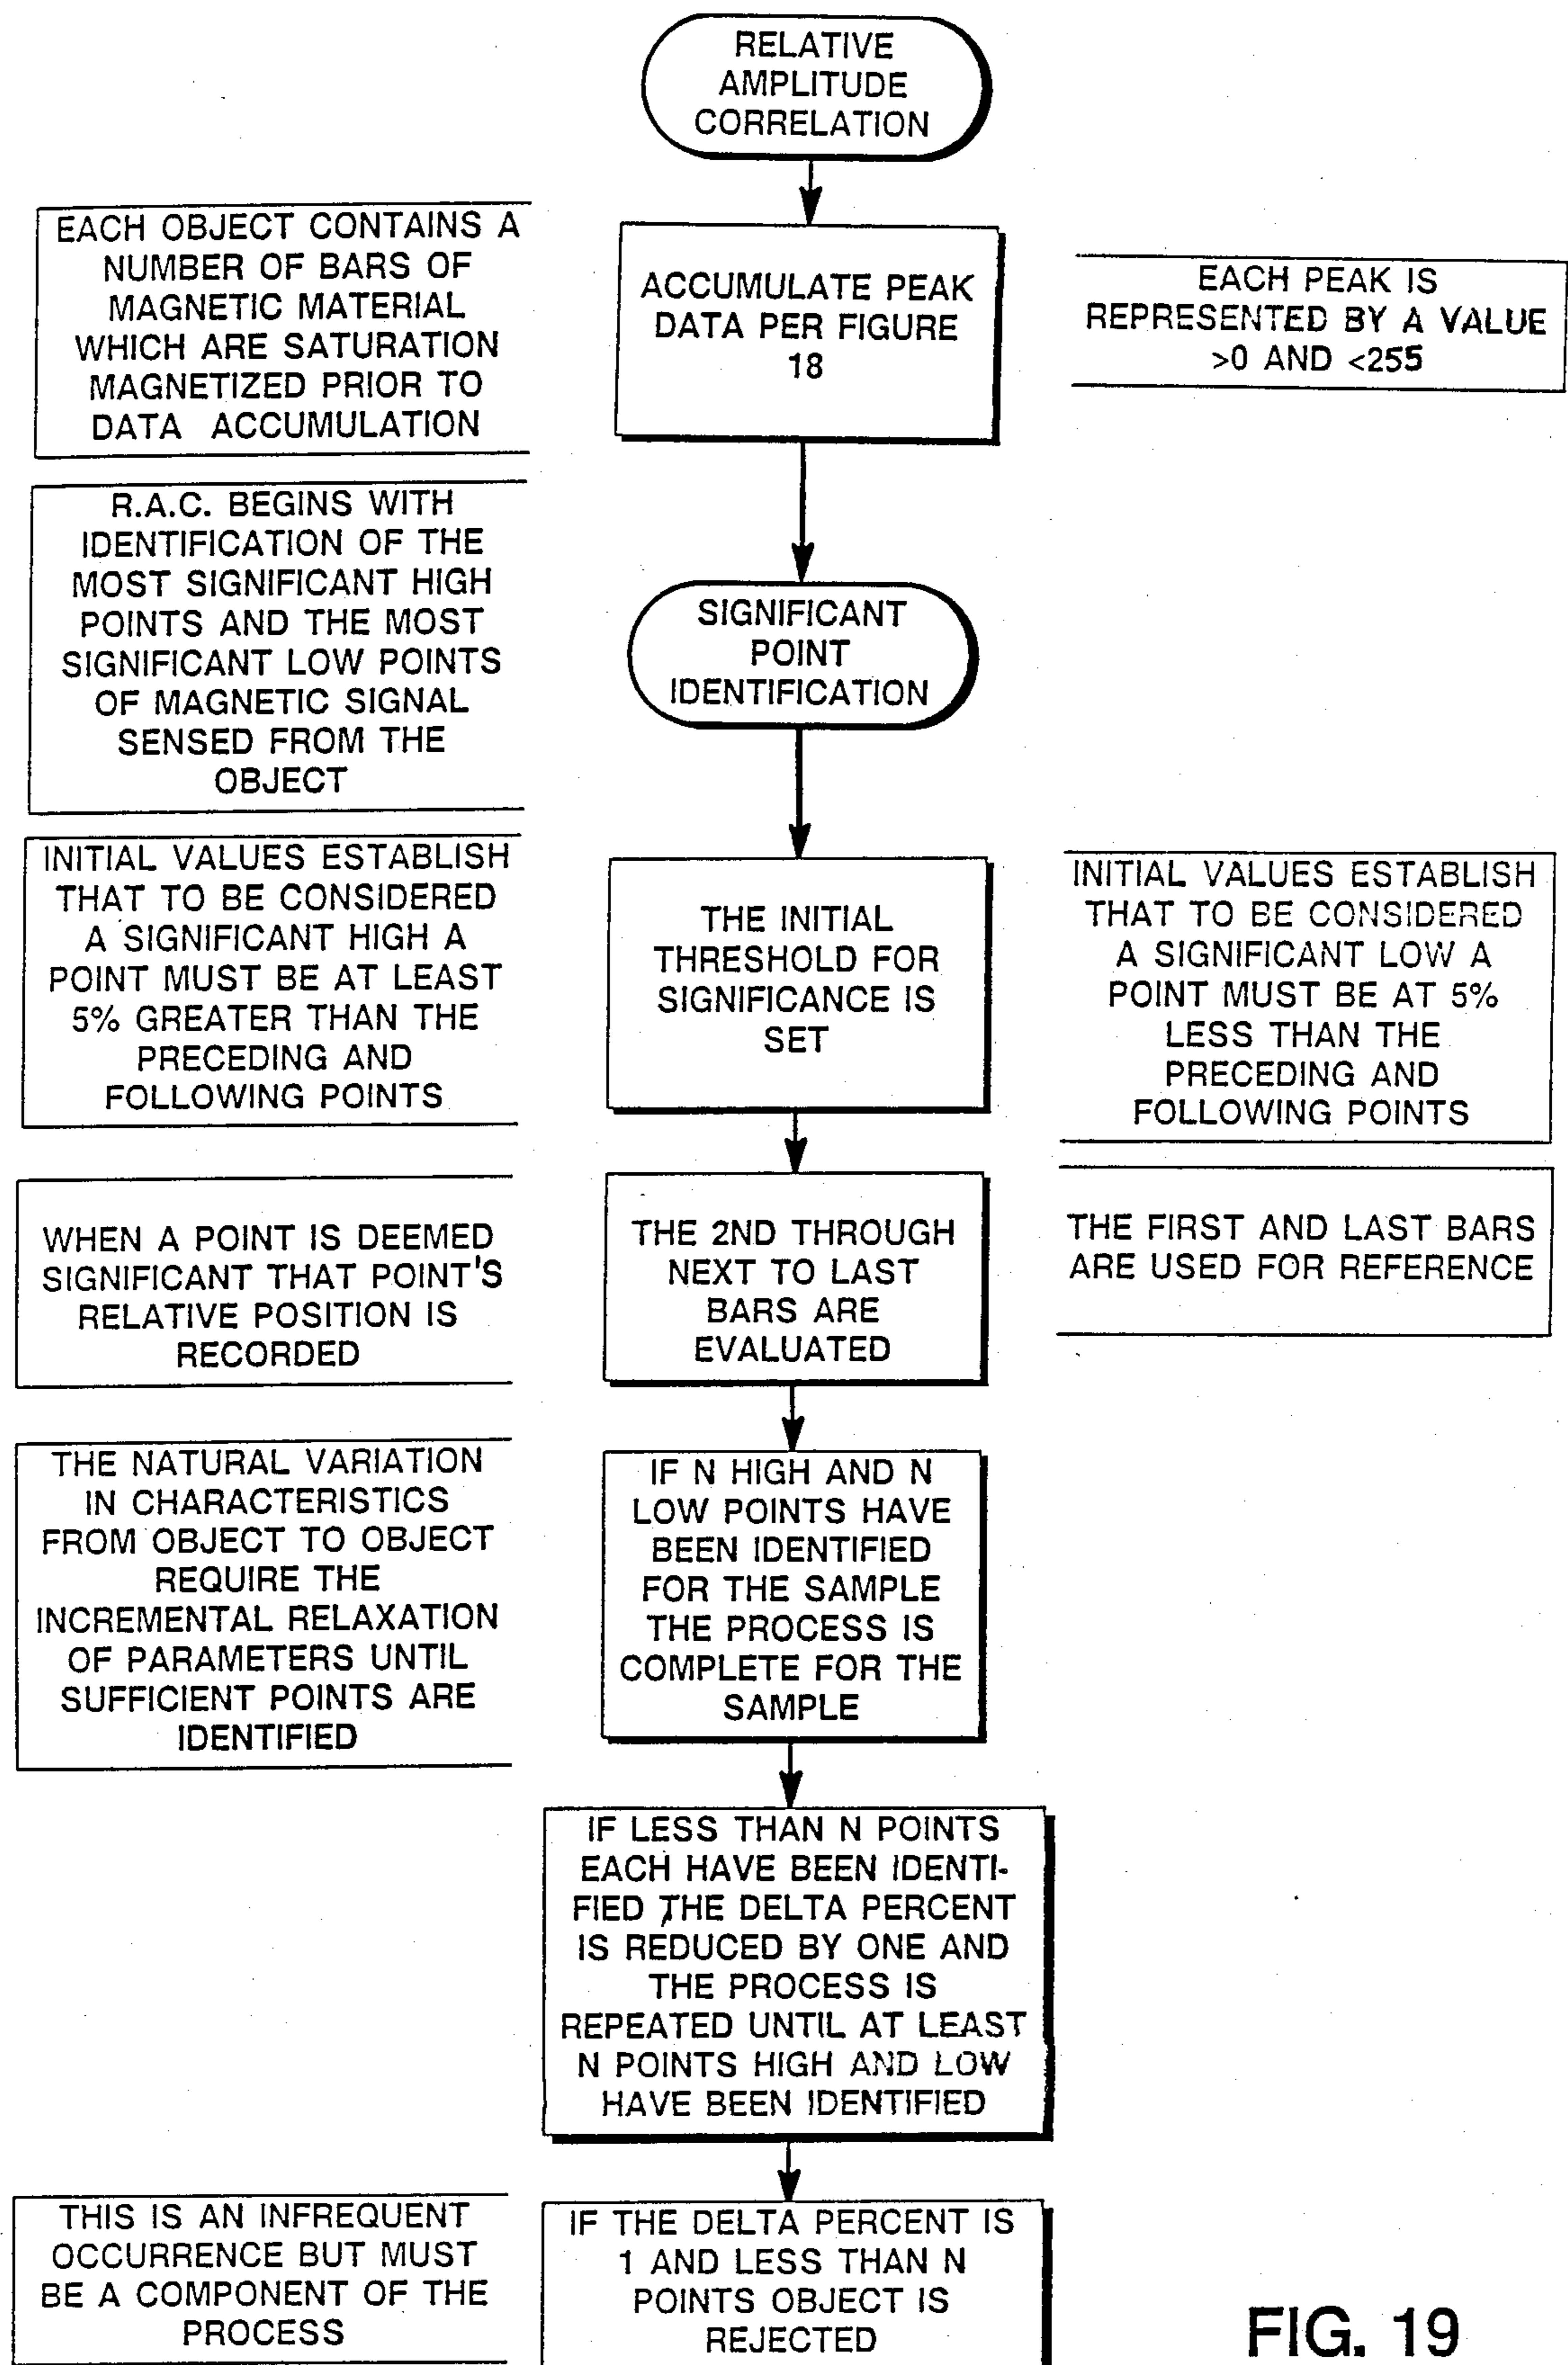 RELATIVE
AMPLITUDE
CORRELATION
EACH OBJECT CONTAINS A
NUMBER OF BARS OF
MAGNETIC MATERIAL
WHICH ARE SATURATION
MAGNETIZED PRIOR TO
DATA ACCUMULATION
ACCUMULATE PEAK
DATA PER FIGURE
18
EACH PEAK IS
REPRESENTED BY A VALUE
>0 AND <255
R.A.C. BEGINS WITH
IDENTIFICATION OF THE
MOST SIGNIFICANT HIGH
POINTS AND THE MOST
SIGNIFICANT LOW POINTS
OF MAGNETIC SIGNAL
SENSED FROM THE
OBJECT
SIGNIFICANT
POINT
IDENTIFICATION
INITIAL VALUES ESTABLISH
THAT TO BE CONSIDERED
A SIGNIFICANT HIGH A
POINT MUST BE AT LEAST
5% GREATER THAN THE
PRECEDING AND
FOLLOWING POINTS
THE INITIAL
THRESHOLD FOR
SIGNIFICANCE IS
SET
INITIAL VALUES ESTABLISH
THAT TO BE CONSIDERED
A SIGNIFICANT LOW A
POINT MUST BE AT 5%
LESS THAN THE
PRECEDING AND
FOLLOWING POINTS
WHEN A POINT IS DEEMED
SIGNIFICANT THAT POINT'S
RELATIVE POSITION IS
RECORDED
THE 2ND THROUGH
NEXT TO LAST
BARS ARE
EVALUATED
THE FIRST AND LAST BARS
ARE USED FOR REFERENCE
THE NATURAL VARIATION
IN CHARACTERISTICS
FROM OBJECT TO OBJECT
REQUIRE THE
INCREMENTAL RELAXATION
OF PARAMETERS UNTIL
SUFFICIENT POINTS ARE
IDENTIFIED
IF N HIGH AND N
LOW POINTS HAVE
BEEN IDENTIFIED
FOR THE SAMPLE
THE PROCESS IS
COMPLETE FOR THE
SAMPLE
IF LESS THAN N POINTS
EACH HAVE BEEN IDENTI-
FIED , THE DELTA PERCENT
IS REDUCED BY ONE AND
THE PROCESS IS
REPEATED UNTIL AT LEAST
N POINTS HIGH AND LOW
HAVE BEEN IDENTIFIED
THIS IS AN INFREQUENT
OCCURRENCE BUT MUST
BE A COMPONENT OF THE
PROCESS
IF THE DELTA PERCENT IS
1 AND LESS THAN N
POINTS OBJECT IS
REJECTED
FIG. 19